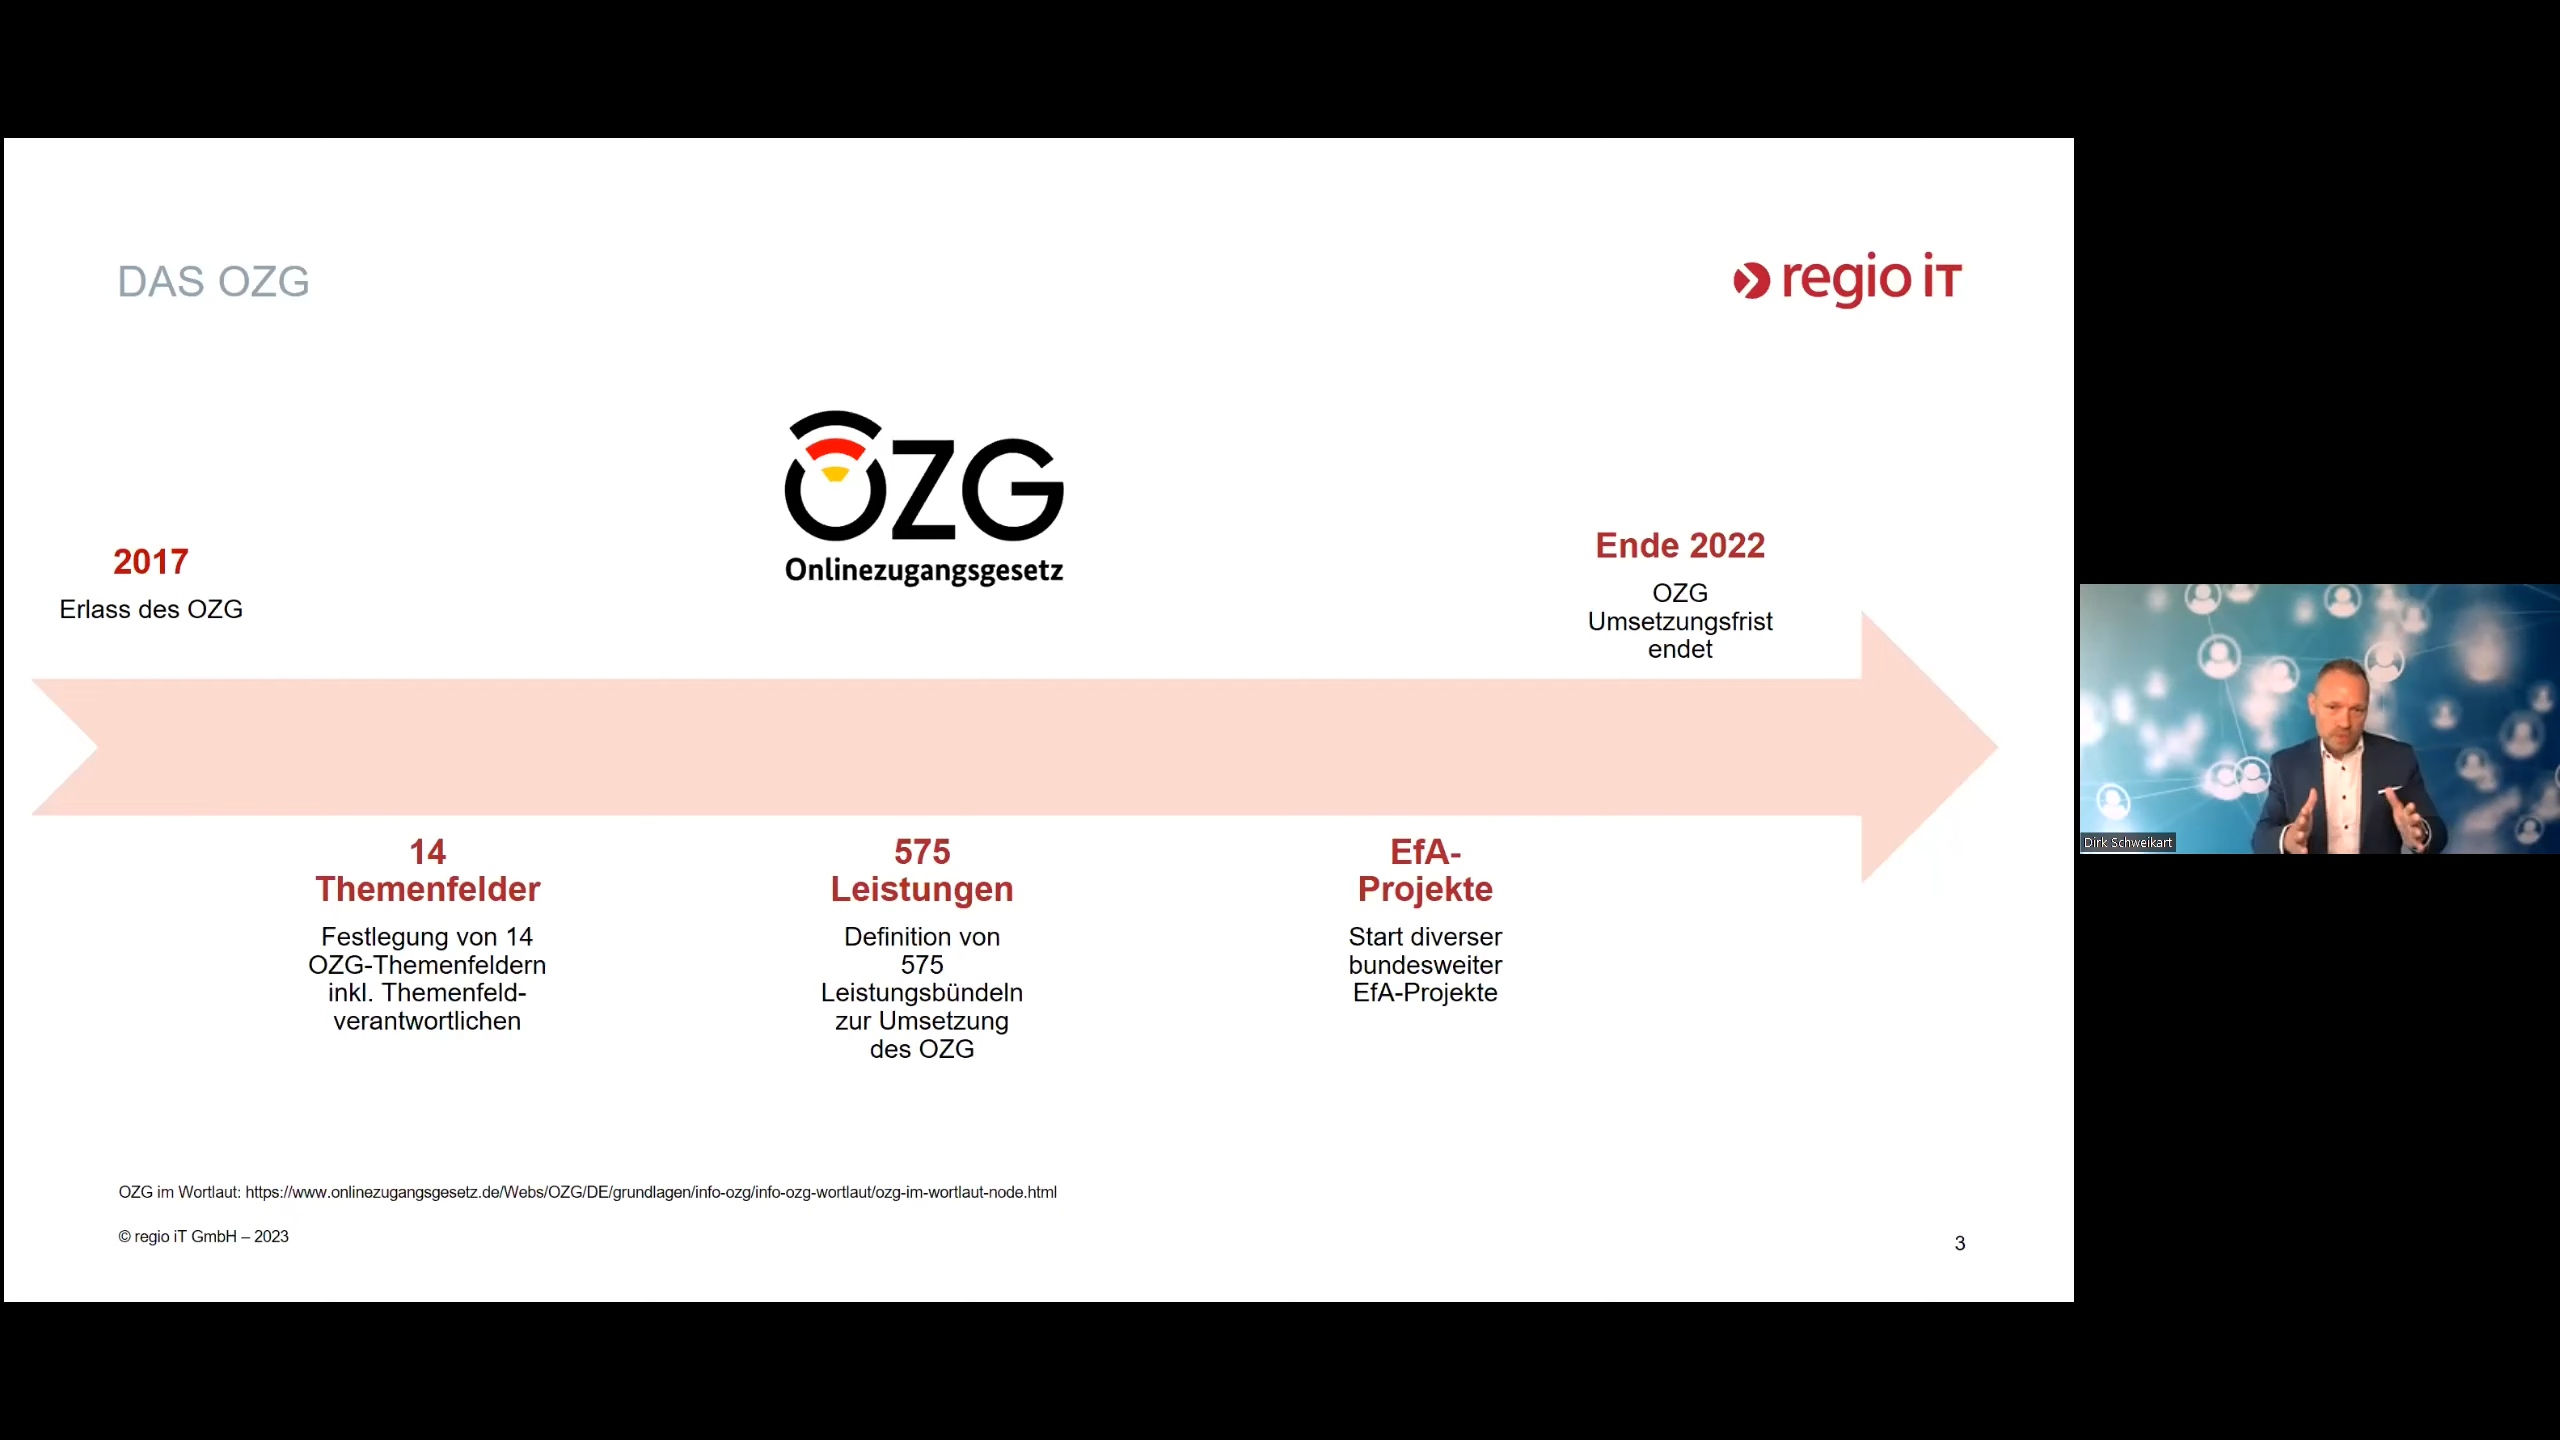 DAS OZG
regio iT
OZG
Onlinezugangsgesetz
2017
Erlass des OZG
Ende 2022
OZG
Umsetzungsfrist
endet
14
Themenfelder
Festlegung von 14
OZG-Themenfeldern
inkl. Themenfeld-
verantwortlichen
575
Leistungen
Definition von
575
Leistungsbündeln
zur Umsetzung
des OZG
EfA-
Projekte
Start diverser
bundesweiter
EfA-Projekte
Dirk Schweikart
OZG im Wortlaut: https://www.onlinezugangsgesetz.de/Webs/OZG/DE/grundlagen/info-ozg/info-ozg-wortlaut/ozg-im-wortlaut-node.html
© regio iT GmbH – 2023
3